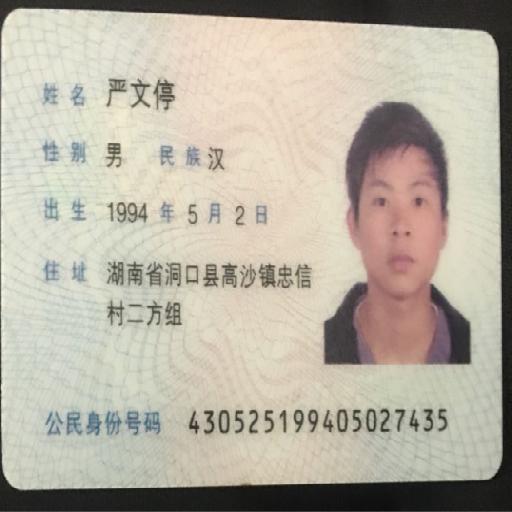 姓名 严文停
性别 男 民族 汉
出生 1994 年 5 月 2 日
住址 湖南省洞口县高沙镇忠信
村二方组
公民身份号码 430525199405027435